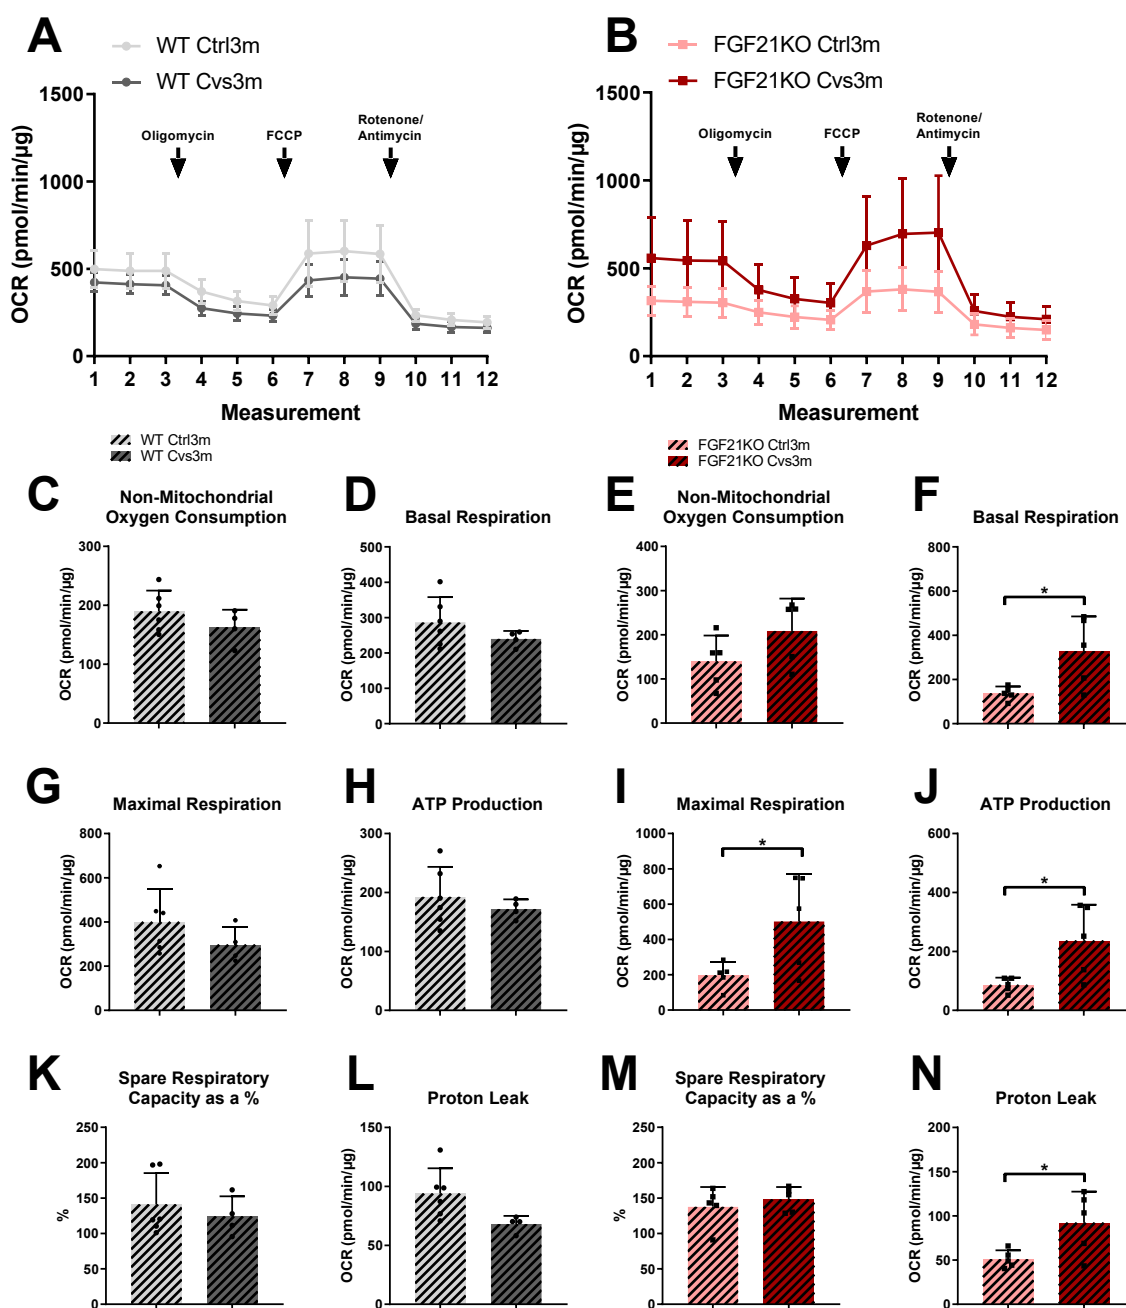 A
WT Ctrl3m
WT Cvs3m
1500
1000
500
0
OCR (pmol/min/µg)
Oligomycin
FCCP
Rotenone/
Antimycin
1 2 3 4 5 6 7 8 9 10 11 12
Measurement
B
FGF21KO Ctrl3m
FGF21KO Cvs3m
1500
1000
500
0
OCR (pmol/min/µg)
Oligomycin
FCCP
Rotenone/
Antimycin
1 2 3 4 5 6 7 8 9 10 11 12
Measurement
WT Ctrl3m
WT Cvs3m
FGF21KO Ctrl3m
FGF21KO Cvs3m
C
Non-Mitochondrial
Oxygen Consumption
300
200
100
0
OCR (pmol/min/µg)
D
Basal Respiration
500
400
300
200
300
0
OCR (pmol/min/µg)
E
Non-Mitochondrial
Oxygen Consumption
400
300
200
100
0
OCR (pmol/min/µg)
F
Basal Respiration
800
600
400
200
0
OCR (pmol/min/µg)
*
G
Maximal Respiration
800
600
400
200
0
OCR (pmol/min/µg)
H
ATP Production
300
200
100
0
OCR (pmol/min/µg)
I
Maximal Respiration
1000
800
600
400
200
0
OCR (pmol/min/µg)
*
J
ATP Production
600
400
200
0
OCR (pmol/min/µg)
*
K
Spare Respiratory
Capacity as a %
250
200
150
100
50
0
%
L
Proton Leak
150
100
50
0
OCR (pmol/min/µg)
M
Spare Respiratory
Capacity as a %
250
200
150
100
50
0
%
N
Proton Leak
200
150
100
50
0
OCR (pmol/min/µg)
*